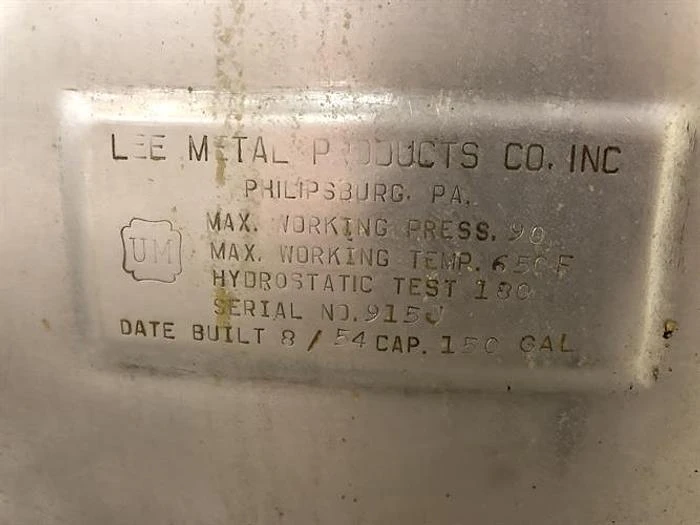 LEE METAL PRODUCTS CO. INC
PHILIPSBURG. PA.
MAX. WORKING PRESS. 90
UM
MAX. WORKING TEMP. 650F
HYDROSTATIC TEST 180
SERIAL NO. 915J
DATE BUILT 8 / 54 CAP. 150 GAL